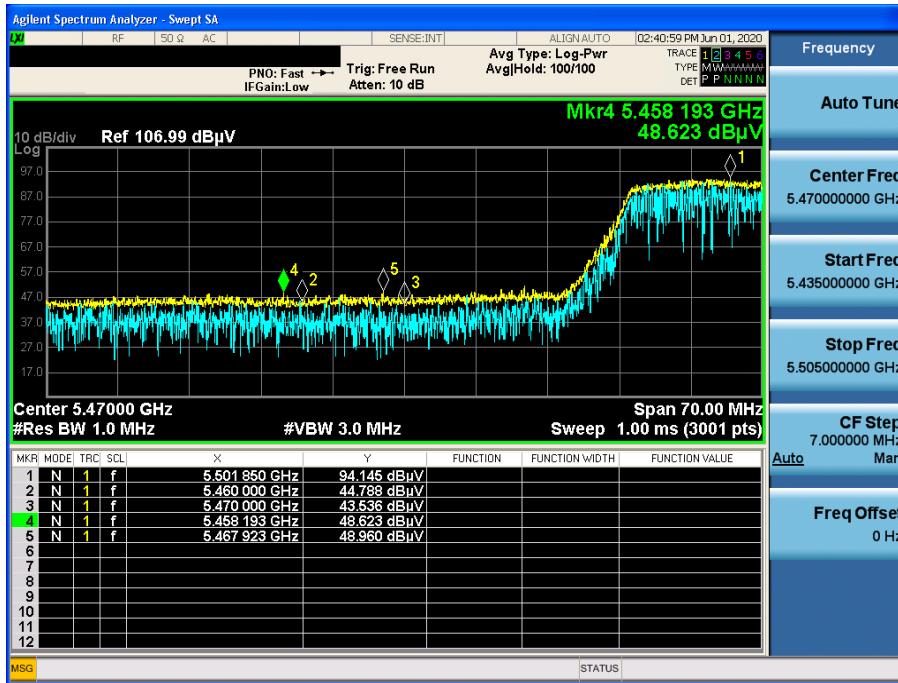 Agilent Spectrum Analyzer - Swept SA
LXI RF 50 Ω AC SENSE:INT ALIGN AUTO 02:40:59 PM Jun 01, 2020
PNO: Fast Trig: Free Run Avg Type: Log-Pwr TRACE 1 2 3 4 5 6
IFGain:Low Atten: 10 dB Avg|Hold: 100/100 TYPE M W W W W W
DET P P N N N N
Mkr4 5.458 193 GHz
48.623 dBµV
10 dB/div Ref 106.99 dBµV
Log
97.0
87.0
77.0
67.0
57.0
47.0
37.0
27.0
17.0
1
4
2
5
3
Center 5.47000 GHz Span 70.00 MHz
#Res BW 1.0 MHz #VBW 3.0 MHz Sweep 1.00 ms (3001 pts)
MKR MODE TRC SCL X Y FUNCTION FUNCTION WIDTH FUNCTION VALUE
1 N 1 f 5.501 850 GHz 94.145 dBµV
2 N 1 f 5.460 000 GHz 44.788 dBµV
3 N 1 f 5.470 000 GHz 43.536 dBµV
4 N 1 f 5.458 193 GHz 48.623 dBµV
5 N 1 f 5.467 923 GHz 48.960 dBµV
6
7
8
9
10
11
12
MSG STATUS
Frequency
Auto Tune
Center Freq
5.470000000 GHz
Start Freq
5.435000000 GHz
Stop Freq
5.505000000 GHz
CF Step
7.000000 MHz
Auto Man
Freq Offset
0 Hz